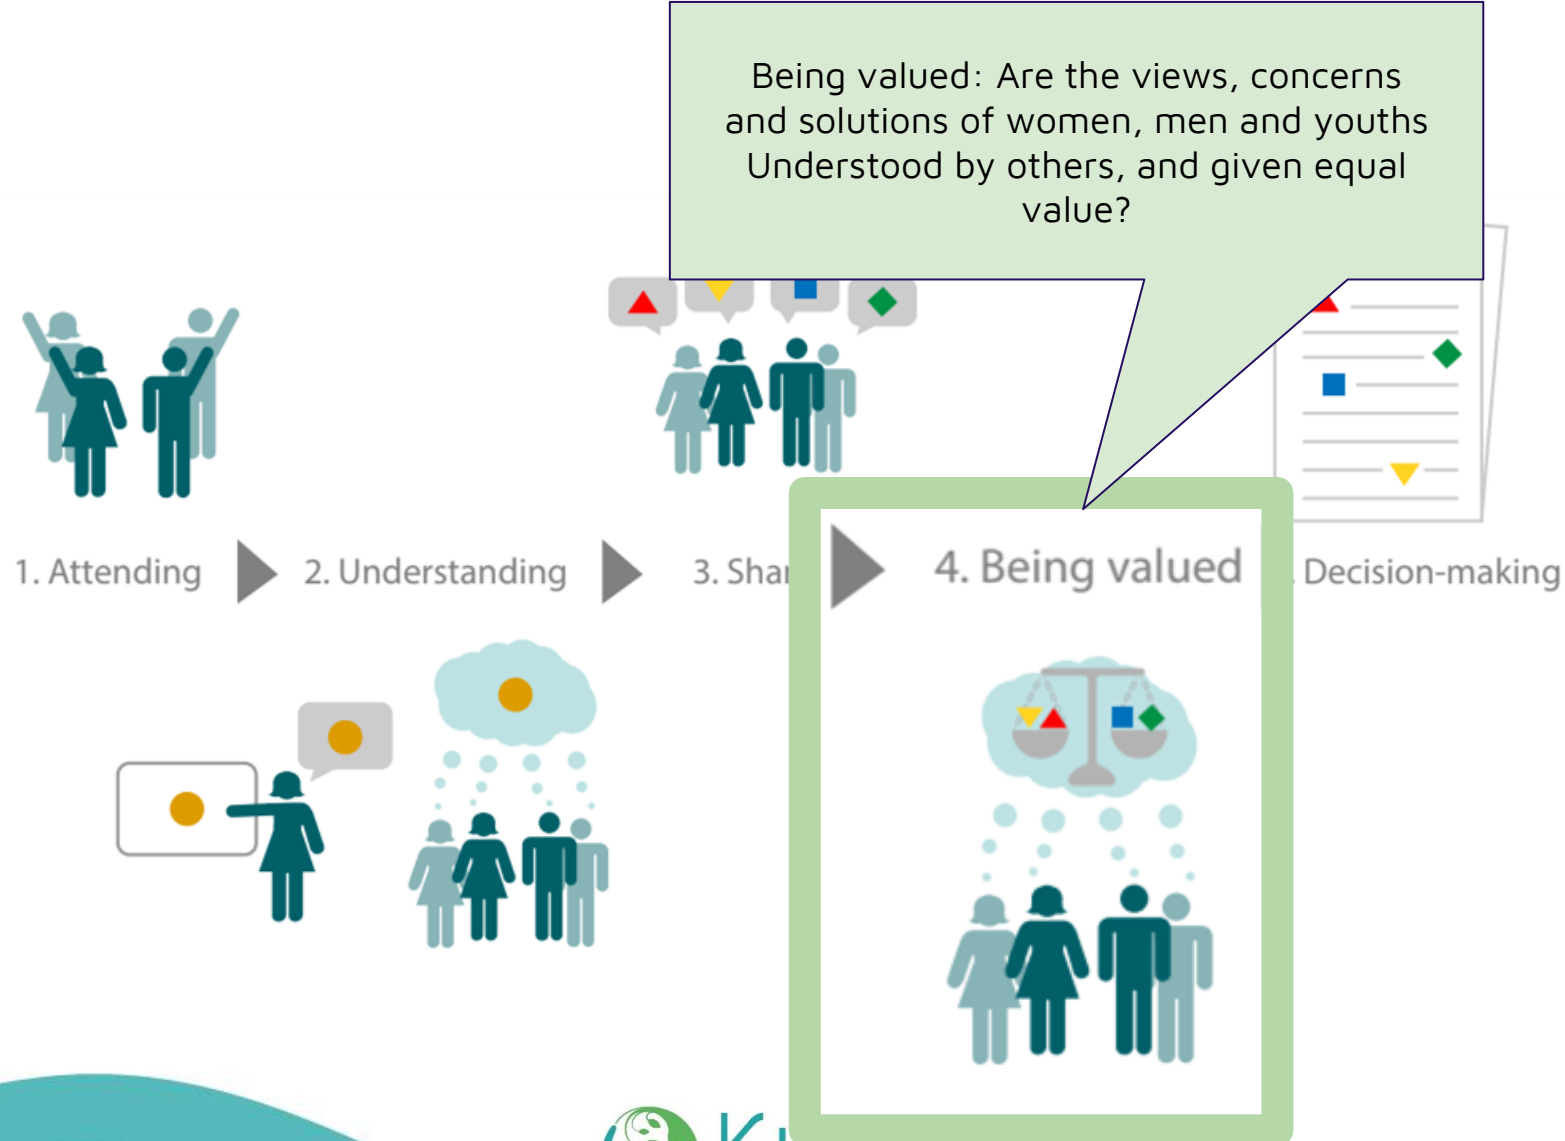 Being valued: Are the views, concerns
and solutions of women, men and youths
Understood by others, and given equal
value?
1. Attending
2. Understanding
3. Shar
4. Being valued
. Decision-making